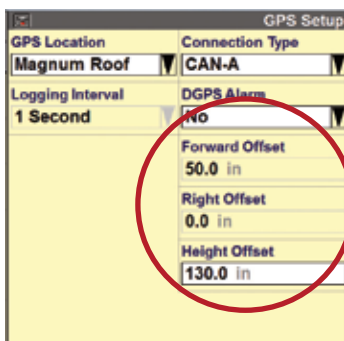 GPS Setup
GPS Location
Connection Type
Magnum Roof
CAN-A
Logging Interval
DGPS Alarm
1 Second
No
Forward Offset
50.0 in
Right Offset
0.0 in
Height Offset
130.0 in